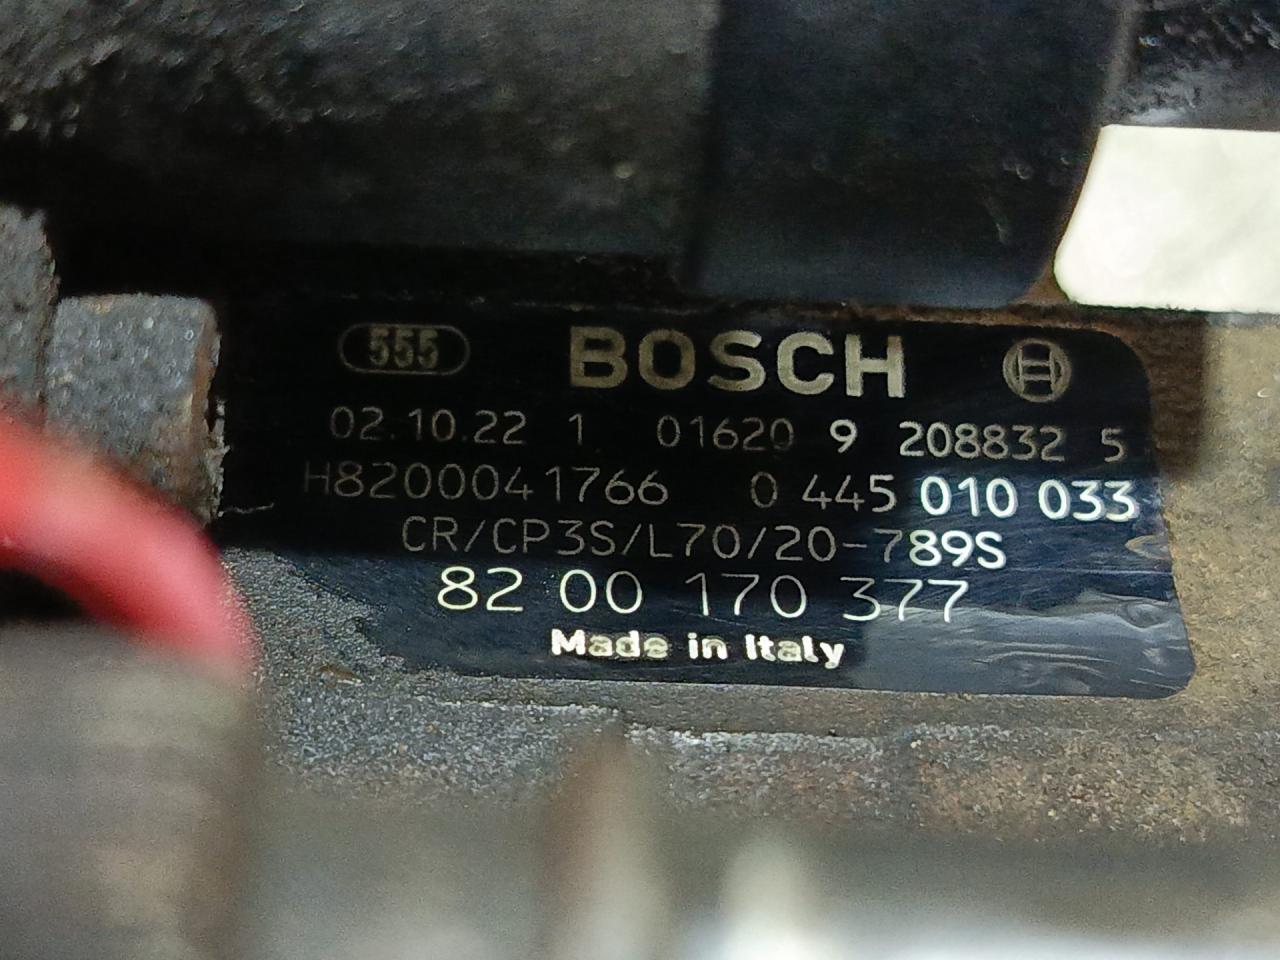 555 BOSCH
02.10.22 1 01620 9 208832 5
H8200041766 0 445 010 033
CR/CP3S/L70/20-789S
82 00 170 377
Made in Italy